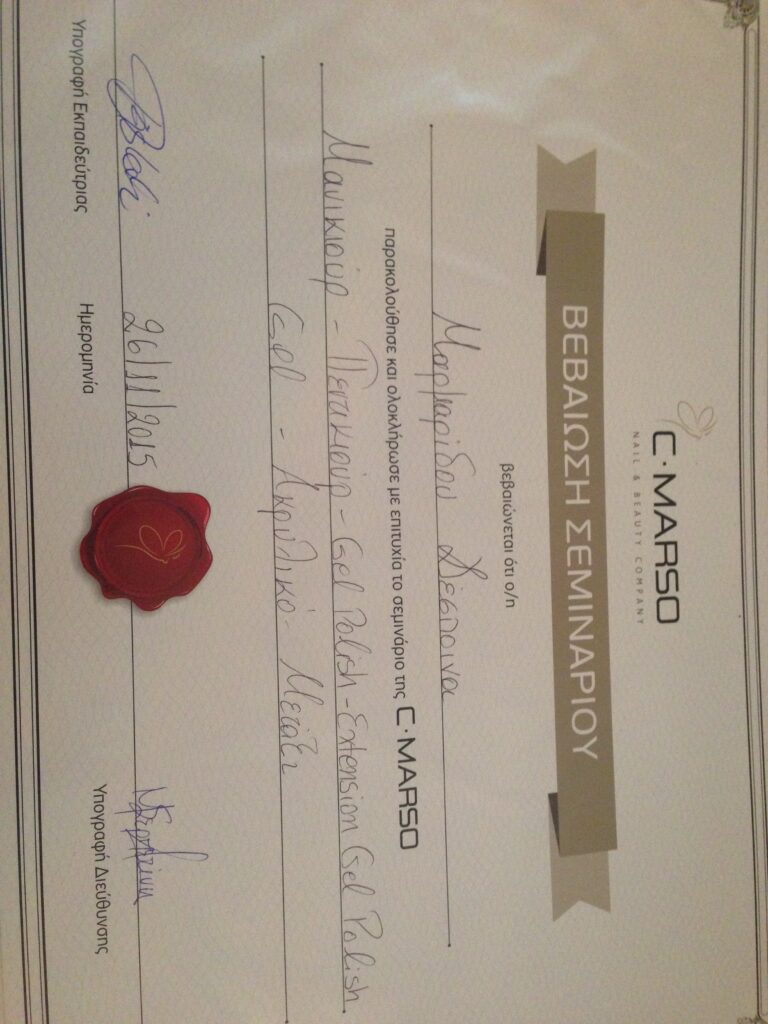 C·MARSO
NAIL & BEAUTY COMPANY
ΒΕΒΑΙΩΣΗ ΣΕΜΙΝΑΡΙΟΥ
βεβαιώνεται ότι ο/η
Μαρμαρίδου Δέσποινα
παρακολούθησε και ολοκλήρωσε με επιτυχία το σεμινάριο της C·MARSO
Μανικιούρ - Πεντικιούρ - Gel Polish - Extension Gel Polish
Gel - Ακρυλικό - Μετάξι
26/11/2015
Υπογραφή Εκπαιδεύτριας Ημερομηνία Υπογραφή Διεύθυνσης